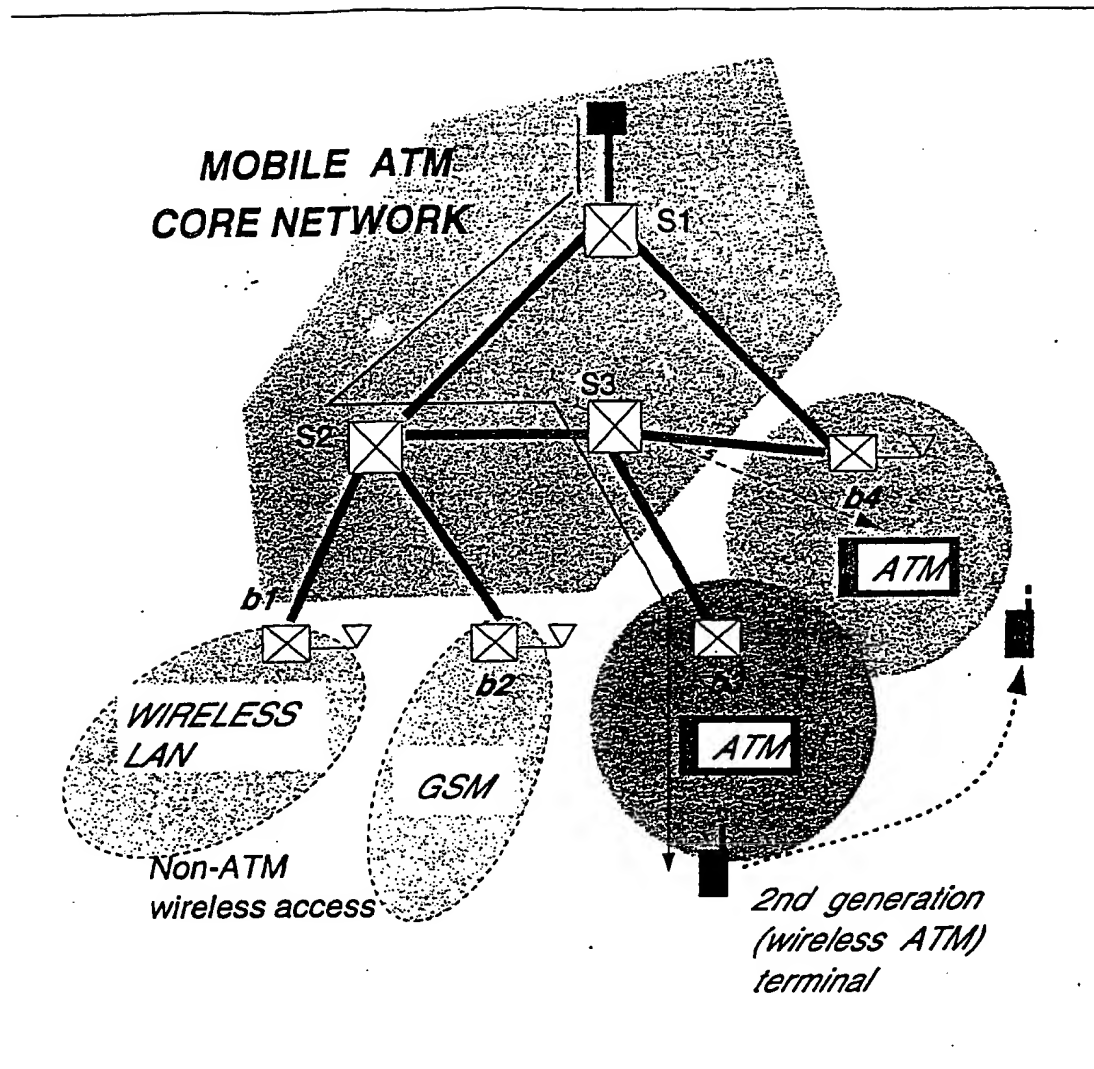 MOBILE ATM
CORE NETWORK
S1
S3
S2
b4
ATM
b1
b2
WIRELESS
LAN
ATM
GSM
Non-ATM
wireless access
2nd generation
(wireless ATM)
terminal